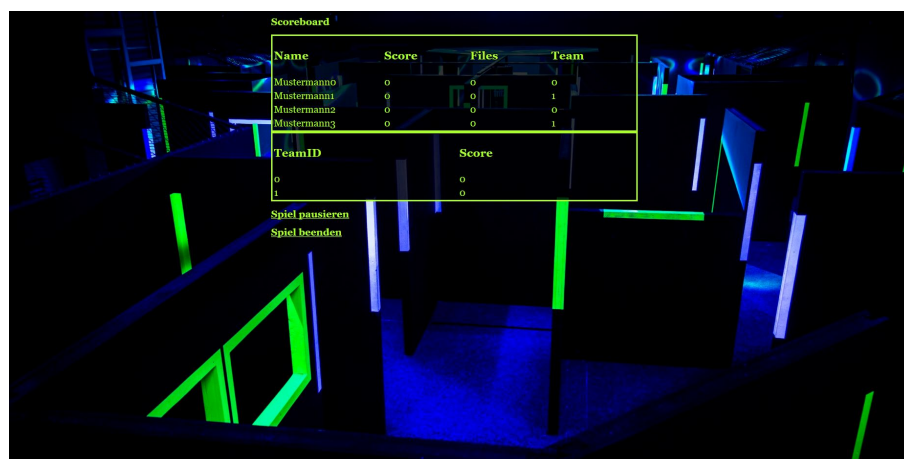 Scoreboard
Name Score Files Team
Mustermann0 0 0 0
Mustermann1 0 0 1
Mustermann2 0 0 0
Mustermann3 0 0 1
TeamID Score
0 0
1 0
Spiel pausieren
Spiel beenden